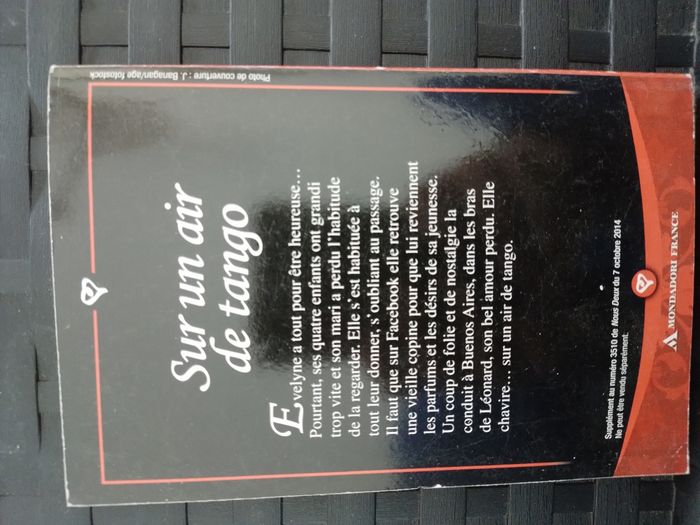 Photo de couverture : J. Banagan/age fotostock
Sur un air
de tango
Evelyne a tout pour être heureuse...
Pourtant, ses quatre enfants ont grandi
trop vite et son mari a perdu l'habitude
de la regarder. Elle s'est habituée à
tout leur donner, s'oubliant au passage.
Il faut que sur Facebook elle retrouve
une vieille copine pour que lui reviennent
les parfums et les désirs de sa jeunesse.
Un coup de folie et de nostalgie la
conduit à Buenos Aires, dans les bras
de Léonard, son bel amour perdu. Elle
chavire... sur un air de tango.
Supplément au numéro 3510 de Nous Deux du 7 octobre 2014
Ne peut être vendu séparément.
MONDADORI FRANCE